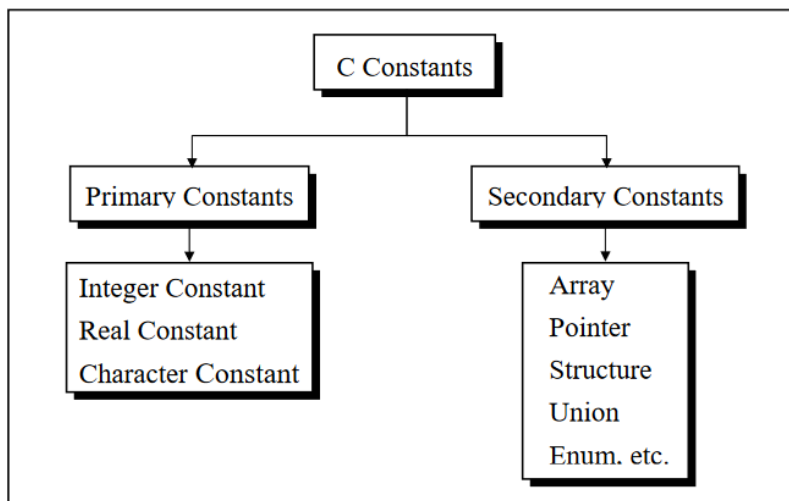 C Constants
Primary Constants
Secondary Constants
Integer Constant
Real Constant
Character Constant
Array
Pointer
Structure
Union
Enum. etc.